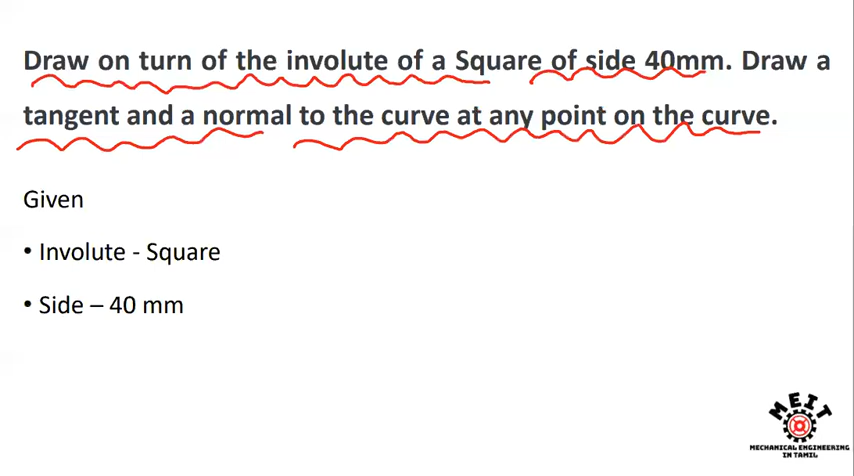 Draw on turn of the involute of a Square of side 40mm. Draw a
tangent and a normal to the curve at any point on the curve.
Given
• Involute - Square
• Side – 40 mm
MEIT
MECHANICAL ENGINEERING
IN TAMIL